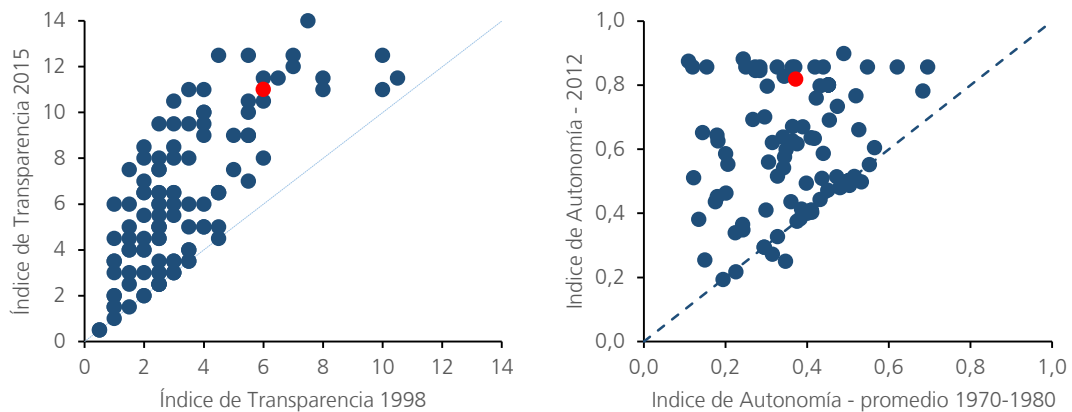 14
12
10
8
6
4
2
0
Índice de Transparencia 2015
0 2 4 6 8 10 12 14
Índice de Transparencia 1998
1,0
0,8
0,6
0,4
0,2
0,0
Indice de Autonomía - 2012
0,0 0,2 0,4 0,6 0,8 1,0
Indice de Autonomía - promedio 1970-1980